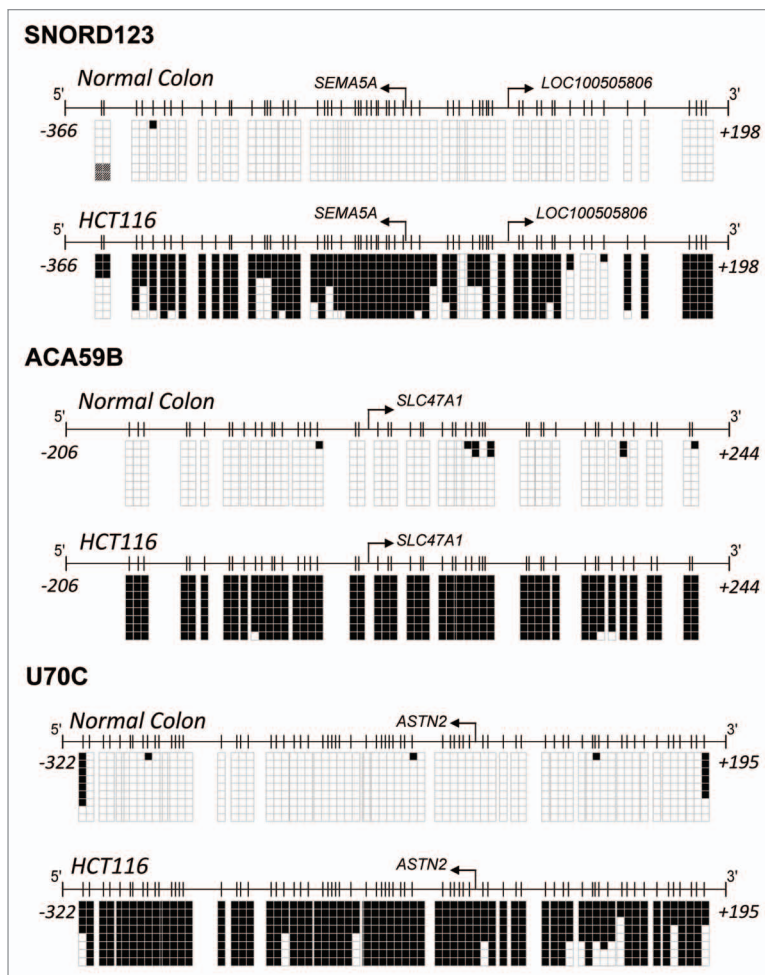 SNORD123
Normal Colon
SEMA5A LOC100505806
5' 3'
-366 +198
HCT116
SEMA5A LOC100505806
5' 3'
-366 +198
ACA59B
Normal Colon
SLC47A1
5' 3'
-206 +244
HCT116
SLC47A1
5' 3'
-206 +244
U70C
Normal Colon
ASTN2
5' 3'
-322 +195
HCT116
ASTN2
5' 3'
-322 +195